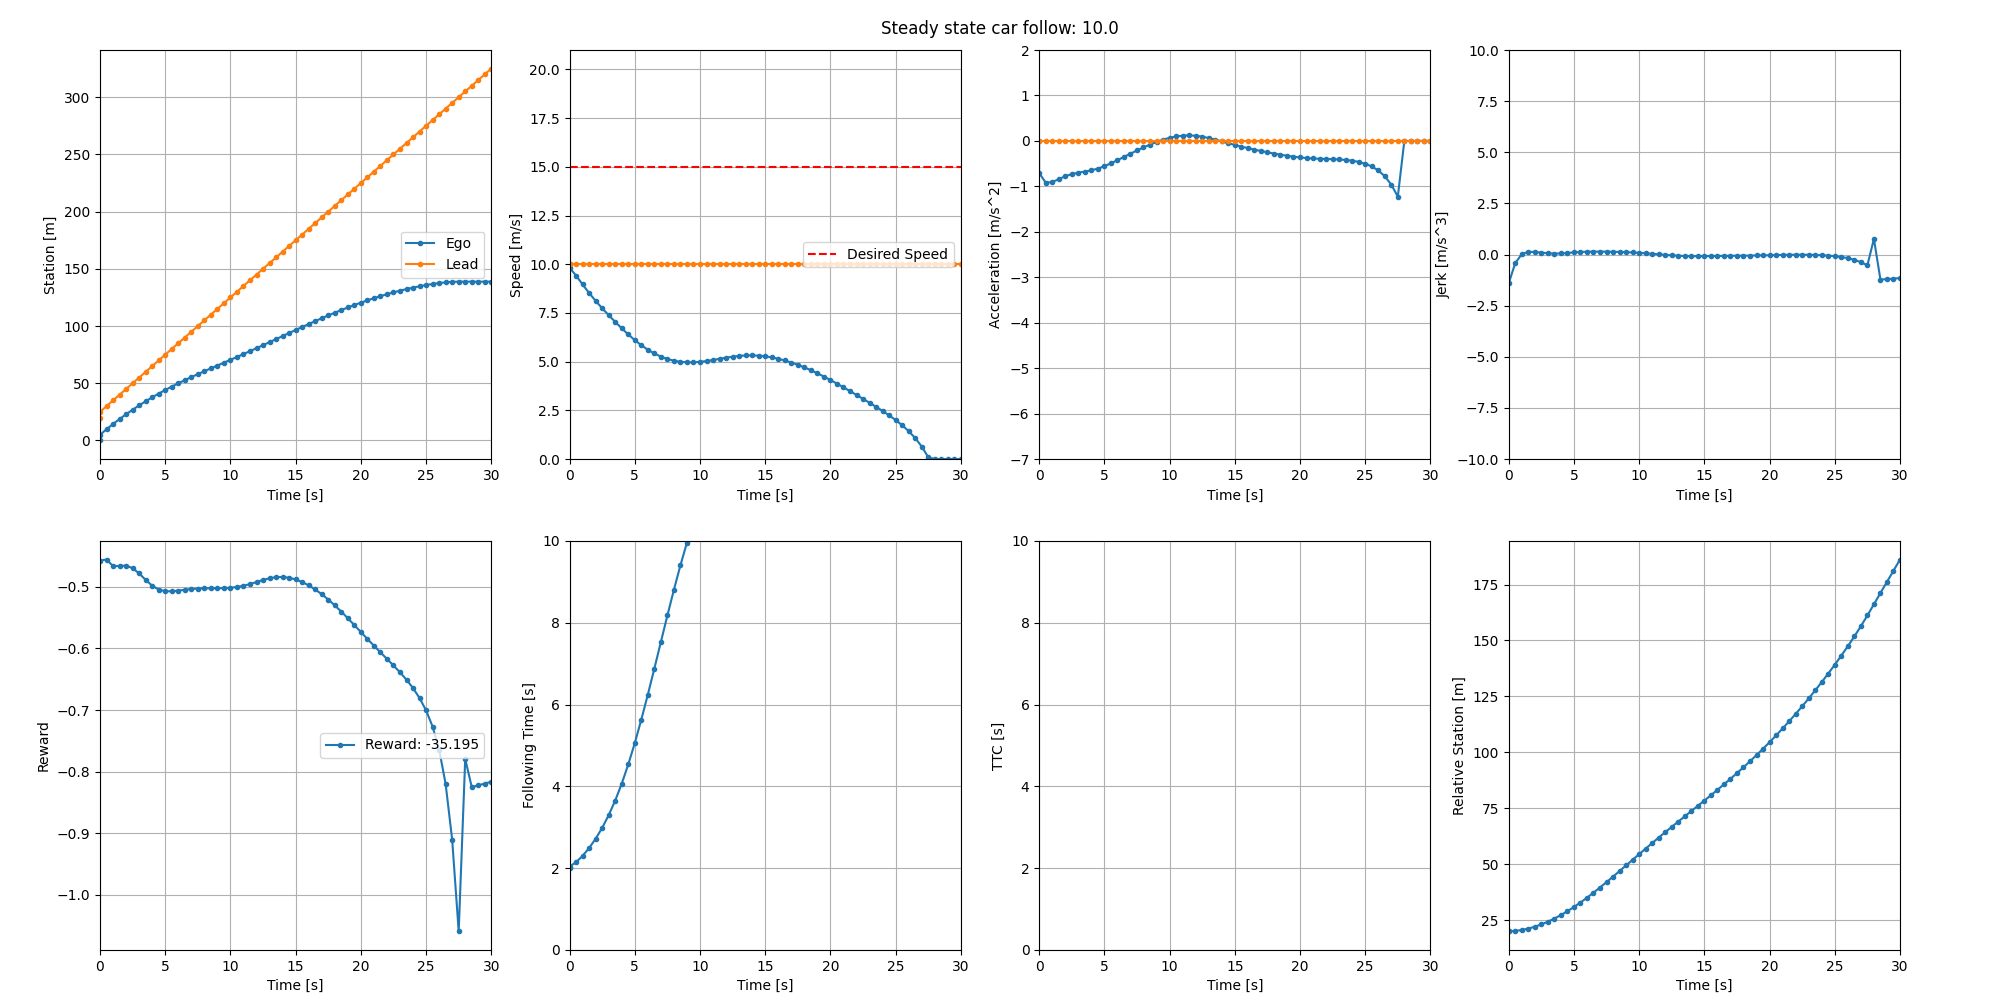 Steady state car follow: 10.0
Station [m]
300
250
200
150
100
50
0
Ego
Lead
0 5 10 15 20 25 30
Time [s]
Speed [m/s]
20.0
17.5
15.0
12.5
10.0
7.5
5.0
2.5
0.0
Desired Speed
0 5 10 15 20 25 30
Time [s]
Acceleration [m/s^2]
2
1
0
−1
−2
−3
−4
−5
−6
−7
0 5 10 15 20 25 30
Time [s]
Jerk [m/s^3]
10.0
7.5
5.0
2.5
0.0
−2.5
−5.0
−7.5
−10.0
0 5 10 15 20 25 30
Time [s]
Reward
−0.5
−0.6
−0.7
−0.8
−0.9
−1.0
Reward: -35.195
0 5 10 15 20 25 30
Time [s]
Following Time [s]
10
8
6
4
2
0
0 5 10 15 20 25 30
Time [s]
TTC [s]
10
8
6
4
2
0
0 5 10 15 20 25 30
Time [s]
Relative Station [m]
175
150
125
100
75
50
25
0 5 10 15 20 25 30
Time [s]